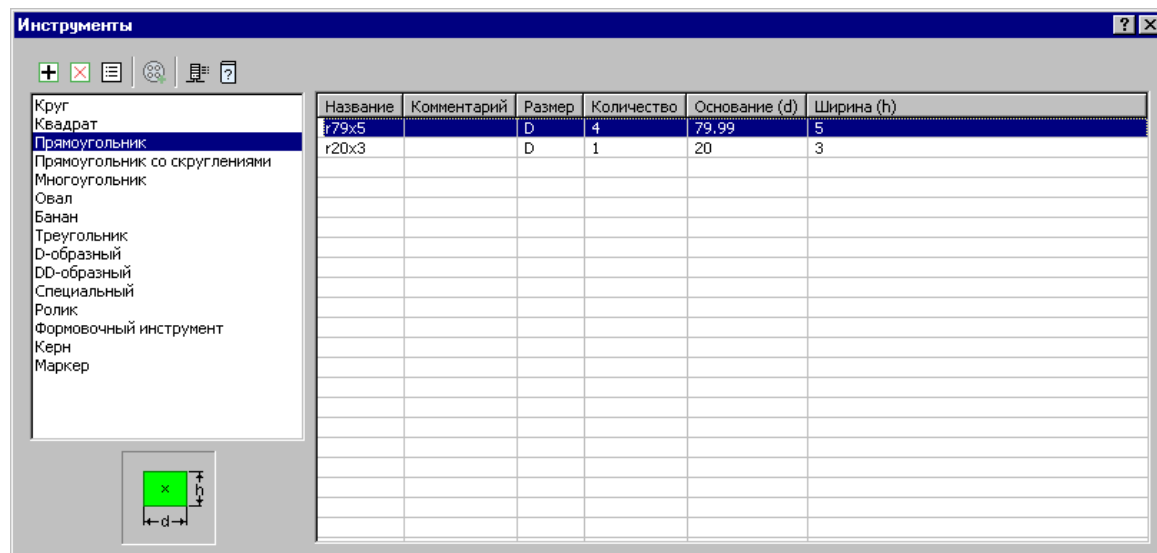 Инструменты
Круг
Квадрат
Прямоугольник
Прямоугольник со скруглениями
Многоугольник
Овал
Банан
Треугольник
D-образный
DD-образный
Специальный
Ролик
Формовочный инструмент
Керн
Маркер
Название Комментарий Размер Количество Основание (d) Ширина (h)
r79x5 D 4 79.99 5
r20x3 D 1 20 3
h
d